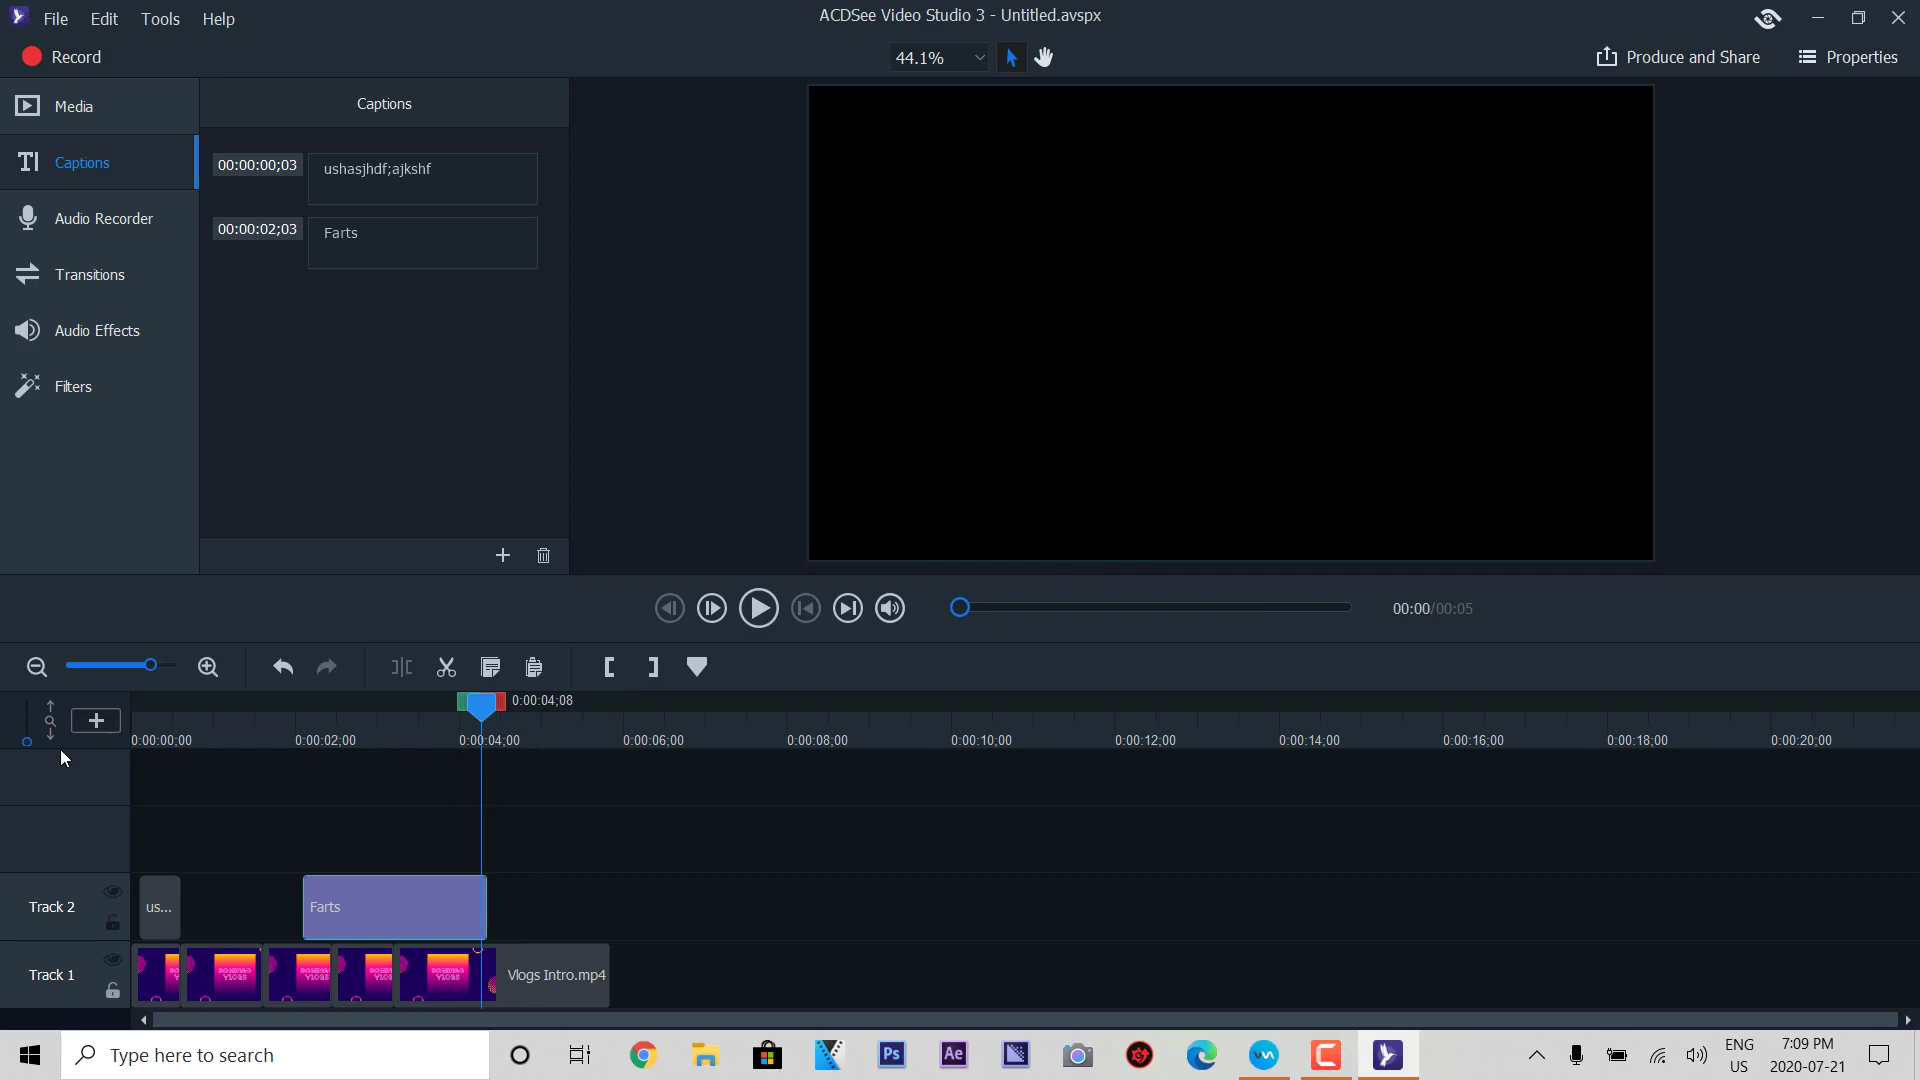 File Edit Tools Help
ACDSee Video Studio 3 - Untitled.avspx
Record
44.1%
Produce and Share
Properties
Media
Captions
Audio Recorder
Transitions
Audio Effects
Filters
Captions
00:00:00;03 ushasjhdf;ajkshf
00:00:02;03 Farts
00:00/00:05
0:00:04;08
0:00:00;00 0:00:02;00 0:00:04;00 0:00:06;00 0:00:08;00 0:00:10;00 0:00:12;00 0:00:14;00 0:00:16;00 0:00:18;00 0:00:20;00
Track 2
us...
Farts
Track 1
Vlogs Intro.mp4
Type here to search
Ps
Ae
ENG
US
7:09 PM
2020-07-21